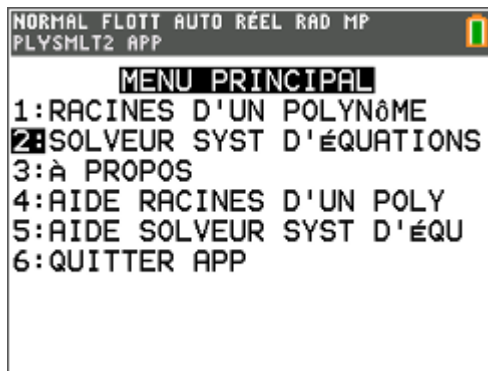 NORMAL FLOTT AUTO RÉEL RAD MP
PLYSMLT2 APP
MENU PRINCIPAL
1:RACINES D'UN POLYNôME
2:SOLVEUR SYST D'ÉQUATIONS
3:À PROPOS
4:AIDE RACINES D'UN POLY
5:AIDE SOLVEUR SYST D'ÉQU
6:QUITTER APP